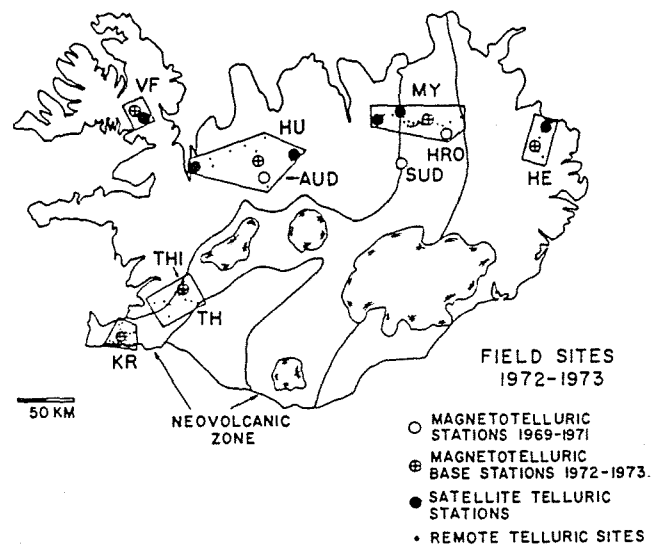 VF
MY
HU
HRO
AUD
SUD
HE
THI
TH
KR
FIELD SITES
1972-1973
50 KM
NEOVOLCANIC
ZONE
MAGNETOTELLURIC
STATIONS 1969-1971
MAGNETOTELLURIC
BASE STATIONS 1972-1973.
SATELLITE TELLURIC
STATIONS
REMOTE TELLURIC SITES